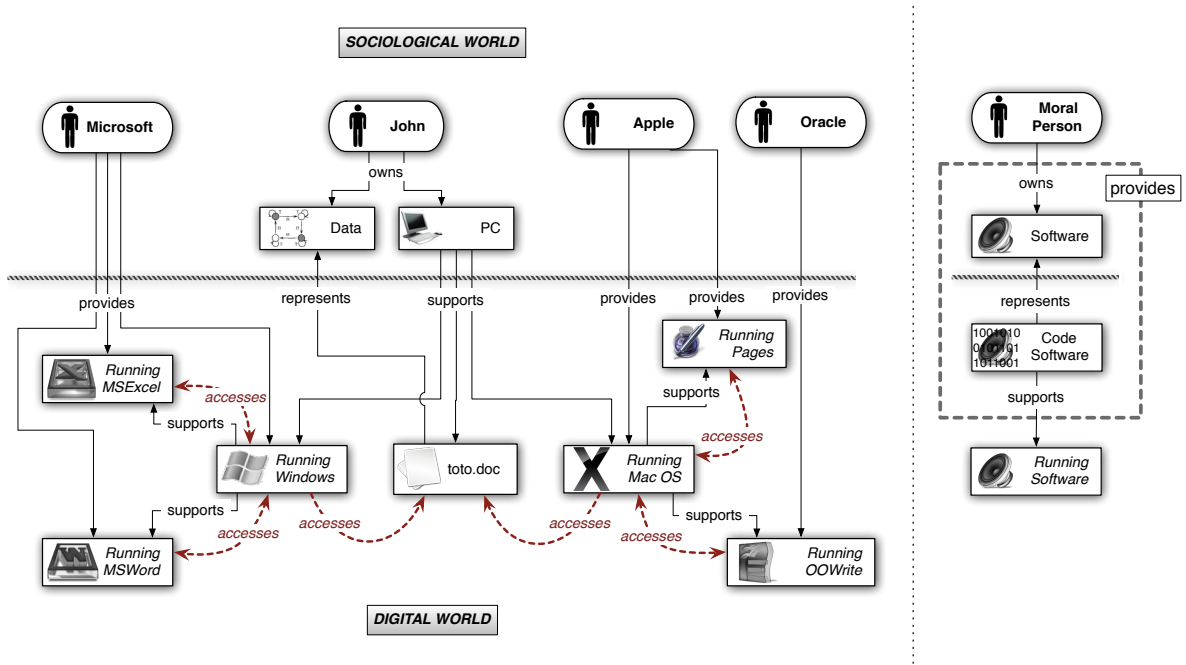 SOCIOLOGICAL WORLD
Microsoft
John
Apple
Oracle
Moral
Person
owns
owns
provides
Data
PC
Software
provides
represents
supports
provides
provides
provides
represents
Running
MSExcel
Running
Pages
1001010
0101101
1011001
Code
Software
accesses
supports
supports
supports
accesses
Running
Windows
toto.doc
Running
Mac OS
Running
Software
supports
accesses
accesses
accesses
supports
accesses
Running
MSWord
Running
OOWrite
DIGITAL WORLD